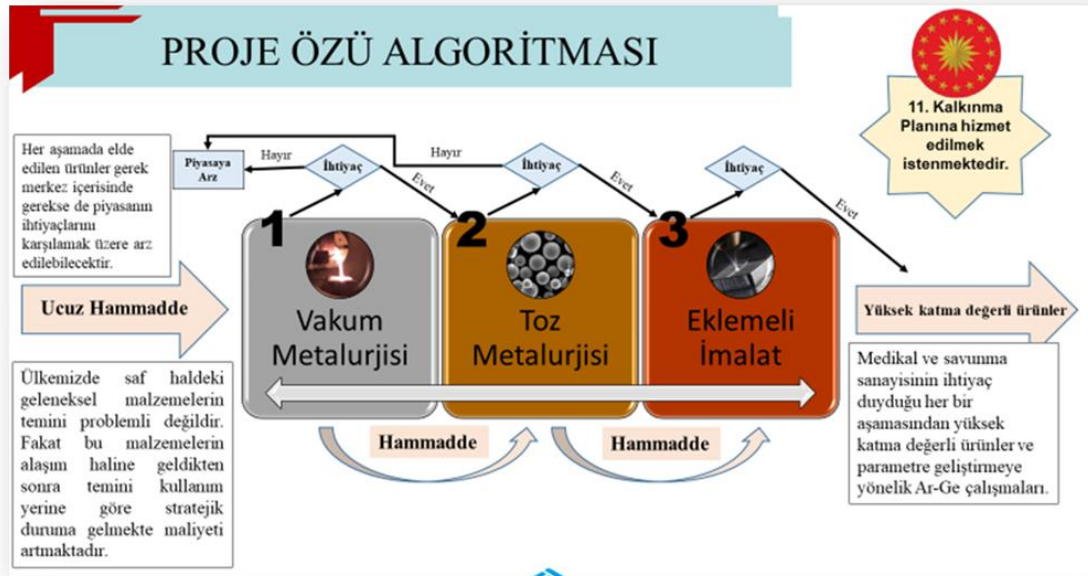 PROJE ÖZÜ ALGORİTMASI
11. Kalkınma
Planına hizmet
edilmek
istenmektedir.
Her aşamada elde
edilen ürünler gerek
merkez içerisinde
gerekse de piyasanın
ihtiyaçlarını
karşılamak üzere arz
edilebilecektir.
Piyasaya
Arz
Hayır
İhtiyaç
Evet
Hayır
İhtiyaç
Evet
İhtiyaç
Evet
Ucuz Hammadde
1
Vakum
Metalurjisi
2
Toz
Metalurjisi
3
Eklemeli
İmalat
Yüksek katma değerli ürünler
Hammadde
Hammadde
Ülkemizde saf haldeki
geleneksel malzemelerin
temini problemli değildir.
Fakat bu malzemelerin
alaşım haline geldikten
sonra temini kullanım
yerine göre stratejik
duruma gelmekte maliyeti
artmaktadır.
Medikal ve savunma
sanayisinin ihtiyaç
duyduğu her bir
aşamasından yüksek
katma değerli ürünler ve
parametre geliştirmeye
yönelik Ar-Ge çalışmaları.